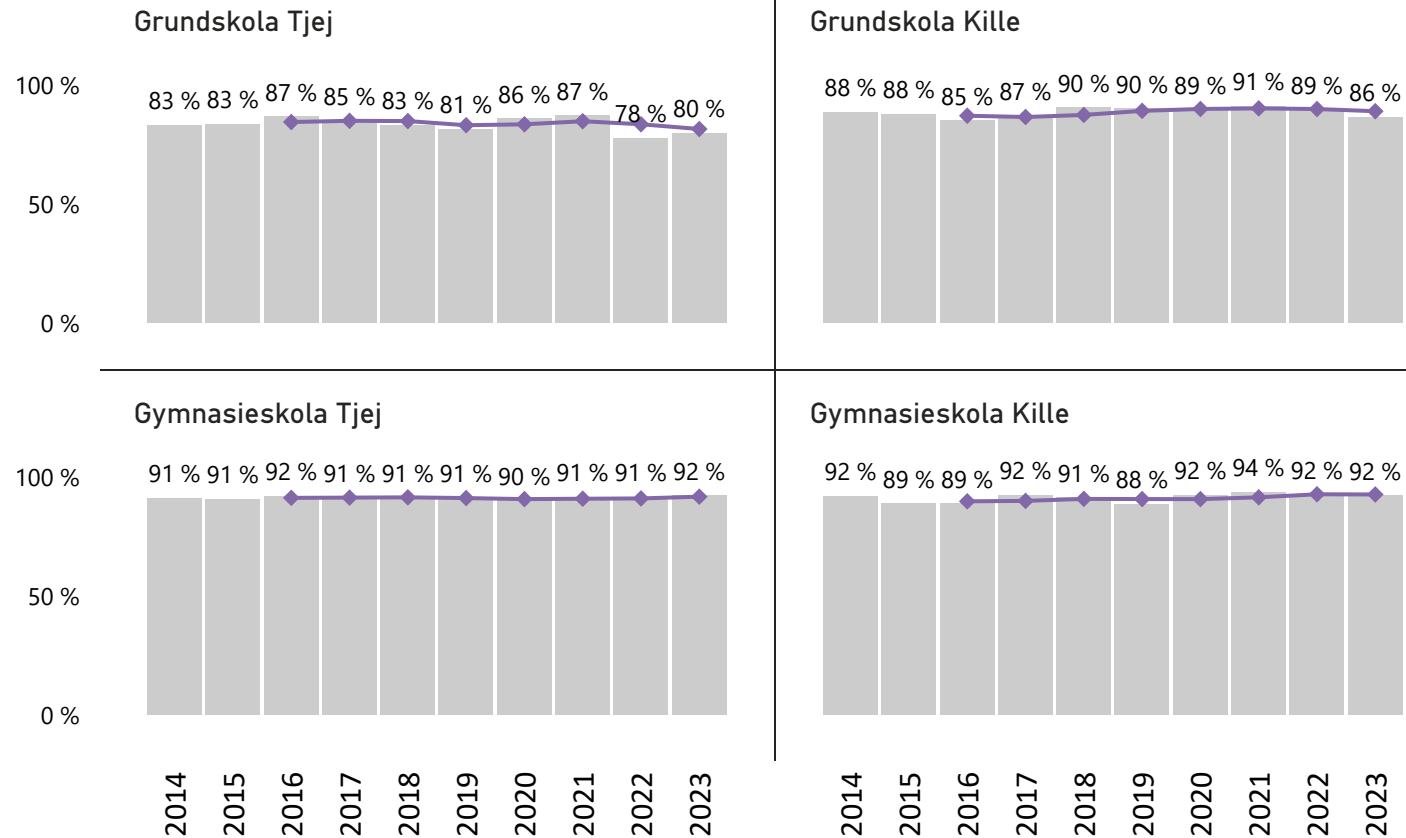 Grundskola Tjej
Grundskola Kille
100 %
83 % 83 % 87 % 85 % 83 % 81 % 86 % 87 % 78 % 80 %
88 % 88 % 85 % 87 % 90 % 90 % 89 % 91 % 89 % 86 %
50 %
0 %
Gymnasieskola Tjej
Gymnasieskola Kille
100 %
91 % 91 % 92 % 91 % 91 % 91 % 90 % 91 % 91 % 92 %
92 % 89 % 89 % 92 % 91 % 88 % 92 % 94 % 92 % 92 %
50 %
0 %
2014 2015 2016 2017 2018 2019 2020 2021 2022 2023
2014 2015 2016 2017 2018 2019 2020 2021 2022 2023